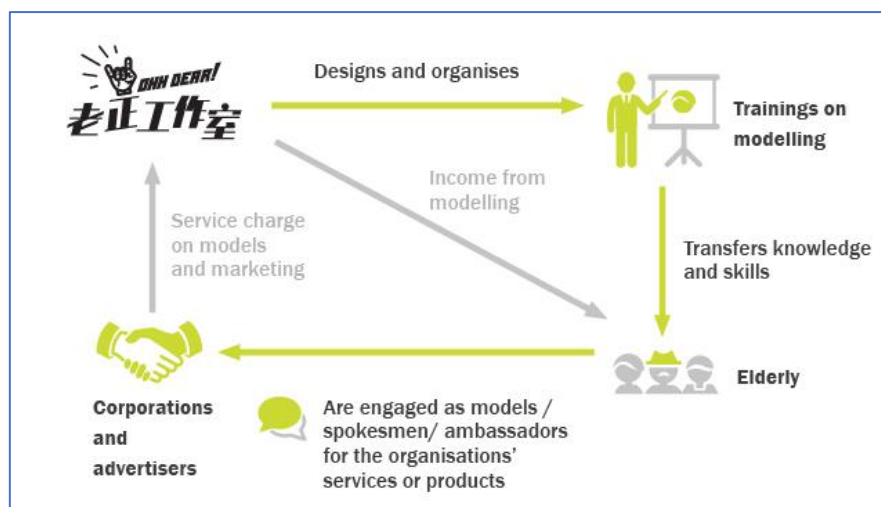 OHH DEAR!
老正工作室
Designs and organises
Trainings on
modelling
Income from
modelling
Service charge
on models
and marketing
Transfers knowledge
and skills
Elderly
Corporations
and
advertisers
Are engaged as models /
spokesmen/ ambassadors
for the organisations’
services or products